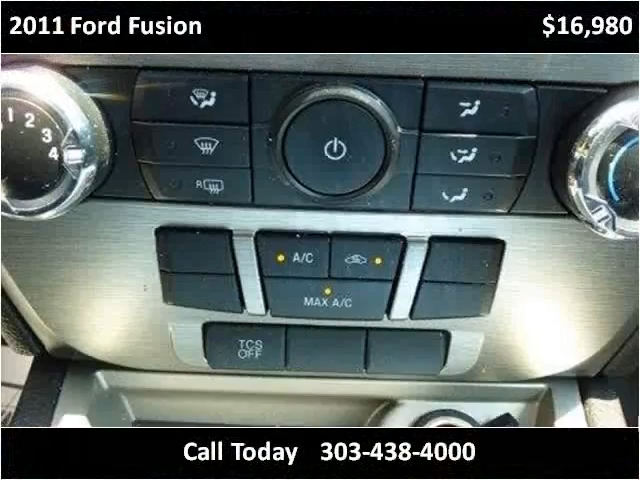 2011 Ford Fusion $16,980
1 2 3 4
R
A/C
MAX A/C
TCS OFF
Call Today 303-438-4000